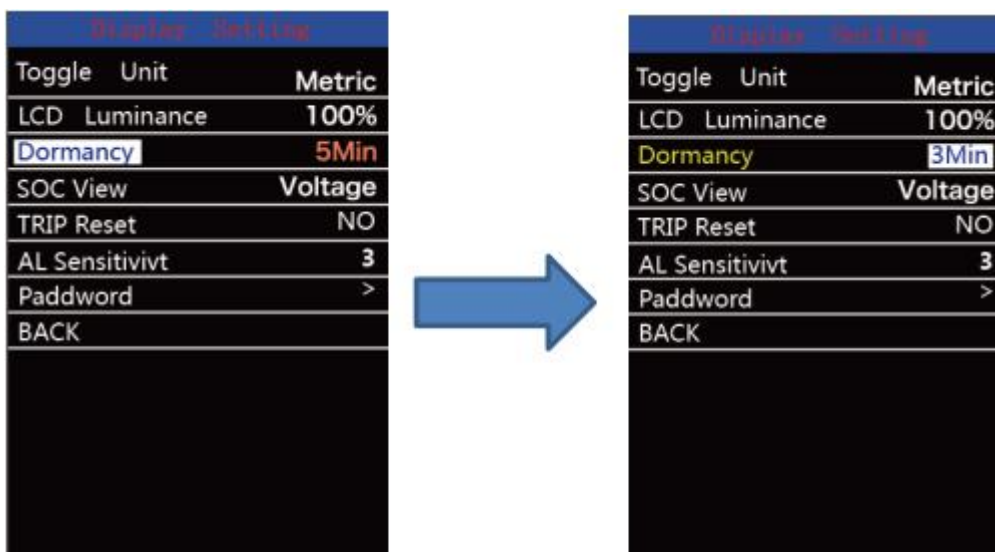 Display Setting
Toggle Unit Metric
LCD Luminance 100%
Dormancy 5Min
SOC View Voltage
TRIP Reset NO
AL Sensitivivt 3
Paddword >
BACK
Display Setting
Toggle Unit Metric
LCD Luminance 100%
Dormancy 3Min
SOC View Voltage
TRIP Reset NO
AL Sensitivivt 3
Paddword >
BACK